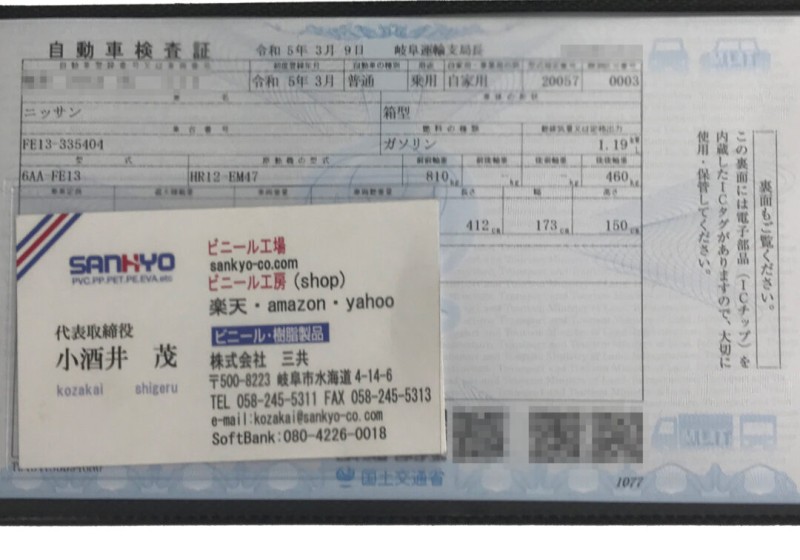 自動車検査証
令和 5年 3月 9日
岐阜運輸支局長
令和 5年 3月 普通 乗用 自家用 20057 0003
ニッサン
箱型
FE13-335404
ガソリン
1.19
6AA-FE13
HR12-EM47
810
460
412
173
150
裏面もご覧ください。
この裏面には電子部品（ICチップ）を
内蔵したICタグがありますので、大切に
使用・保管してください。
SANKYO
PVC.PP.PET.PE.EVA.etc
代表取締役
小酒井 茂
kozakai shigeru
ビニール工場
sankyo-co.com
ビニール工房(shop)
楽天・amazon・yahoo
ビニール・樹脂製品
株式会社 三共
〒500-8223 岐阜市水海道 4-14-6
TEL 058-245-5311 FAX 058-245-5313
e-mail:kozakai@sankyo-co.com
SoftBank:080-4226-0018
国土交通省
1077